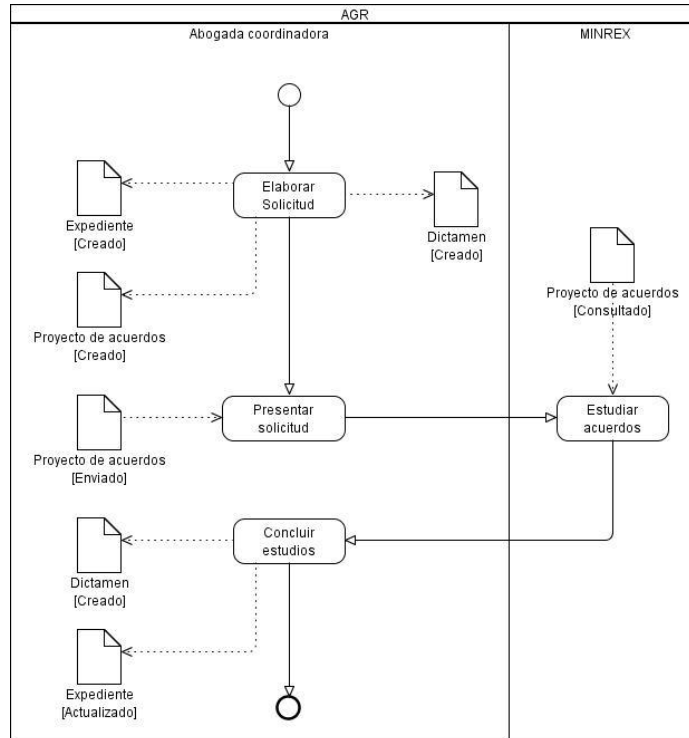 AGR
Abogada coordinadora
MINREX
Elaborar
Solicitud
Expediente
[Creado]
Dictamen
[Creado]
Proyecto de acuerdos
[Consultado]
Proyecto de acuerdos
[Creado]
Presentar
solicitud
Estudiar
acuerdos
Proyecto de acuerdos
[Enviado]
Concluir
estudios
Dictamen
[Creado]
Expediente
[Actualizado]